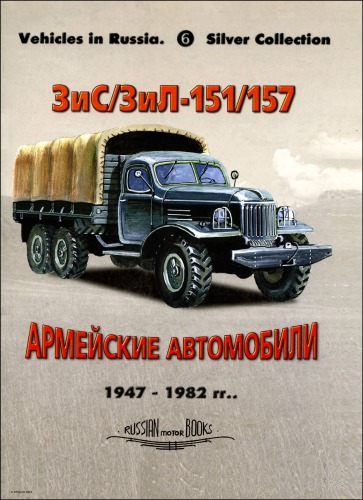 Vehicles in Russia. 6 Silver Collection
ЗиС/ЗиЛ-151/157
АРМЕЙСКИЕ АВТОМОБИЛИ
1947 - 1982 гг..
RUSSIAN motor BOOKS